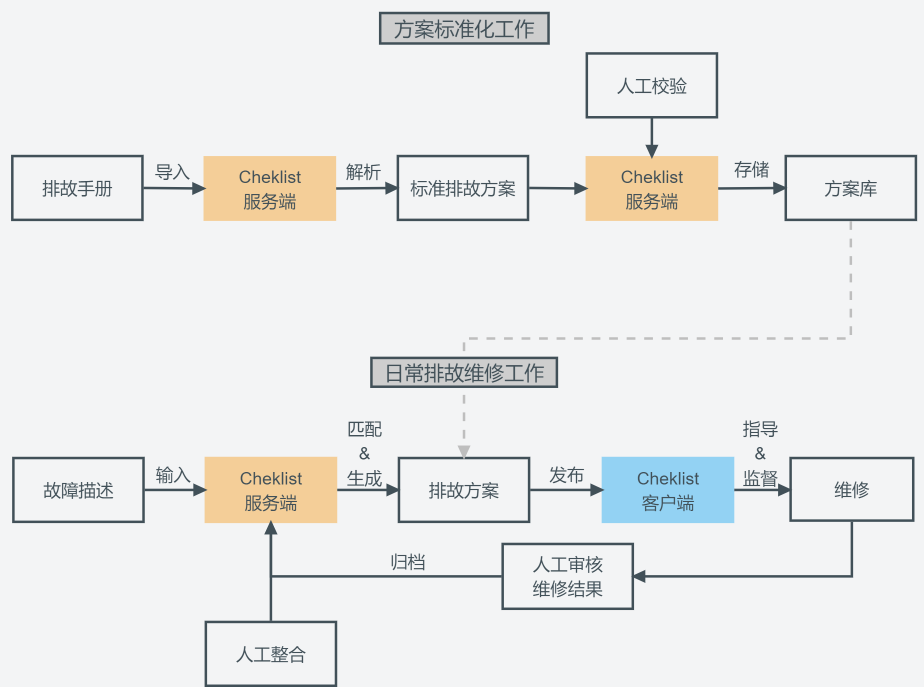 方案标准化工作
人工校验
排故手册
导入
Cheklist
服务端
解析
标准排故方案
Cheklist
服务端
存储
方案库
日常排故维修工作
故障描述
输入
Cheklist
服务端
匹配
&
生成
排故方案
发布
Cheklist
客户端
指导
&
监督
维修
归档
人工审核
维修结果
人工整合